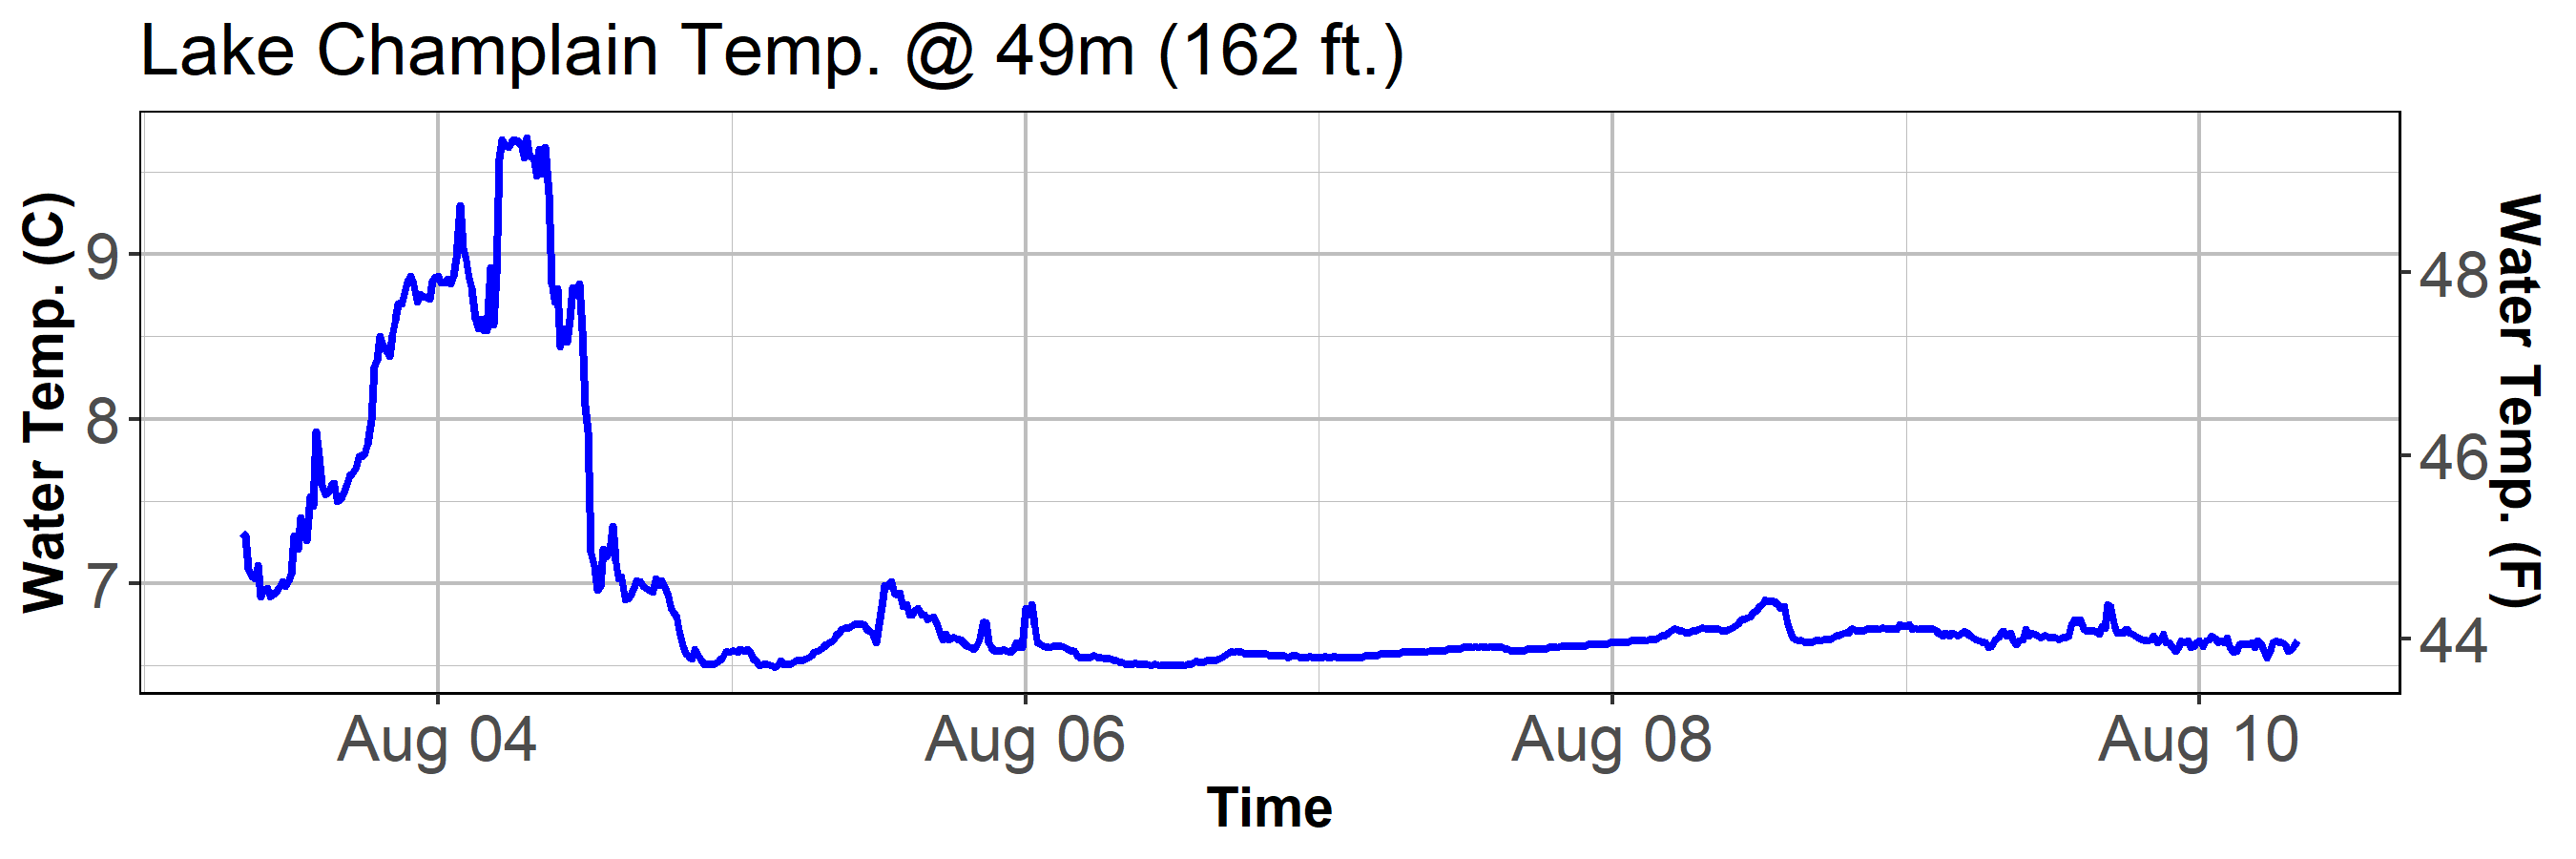 Lake Champlain Temp. @ 49m (162 ft.)
Water Temp. (C)
9
8
7
48
46
44
Water Temp. (F)
Aug 04
Aug 06
Aug 08
Aug 10
Time